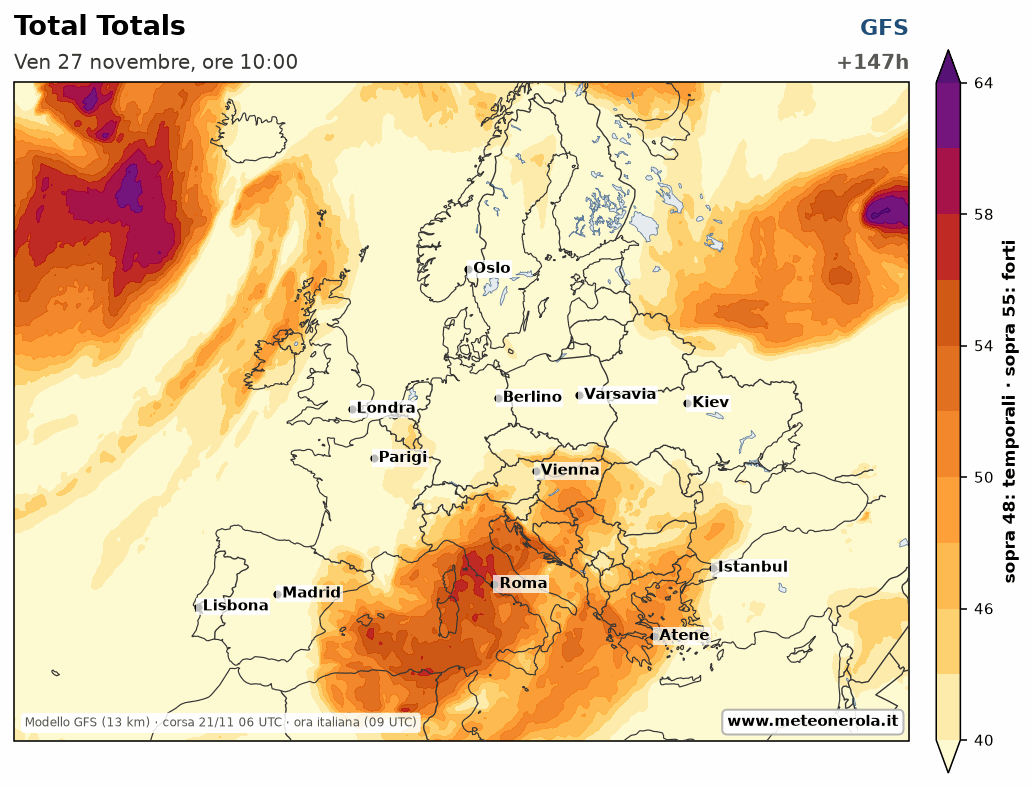 Total Totals
GFS
Ven 27 novembre, ore 10:00
+147h
64
58
54
50
46
40
sopra 48: temporali · sopra 55: forti
Oslo
Berlino
Varsavia
Kiev
Londra
Parigi
Vienna
Istanbul
Roma
Madrid
Lisbona
Atene
Modello GFS (13 km) · corsa 21/11 06 UTC · ora italiana (09 UTC)
www.meteonerola.it